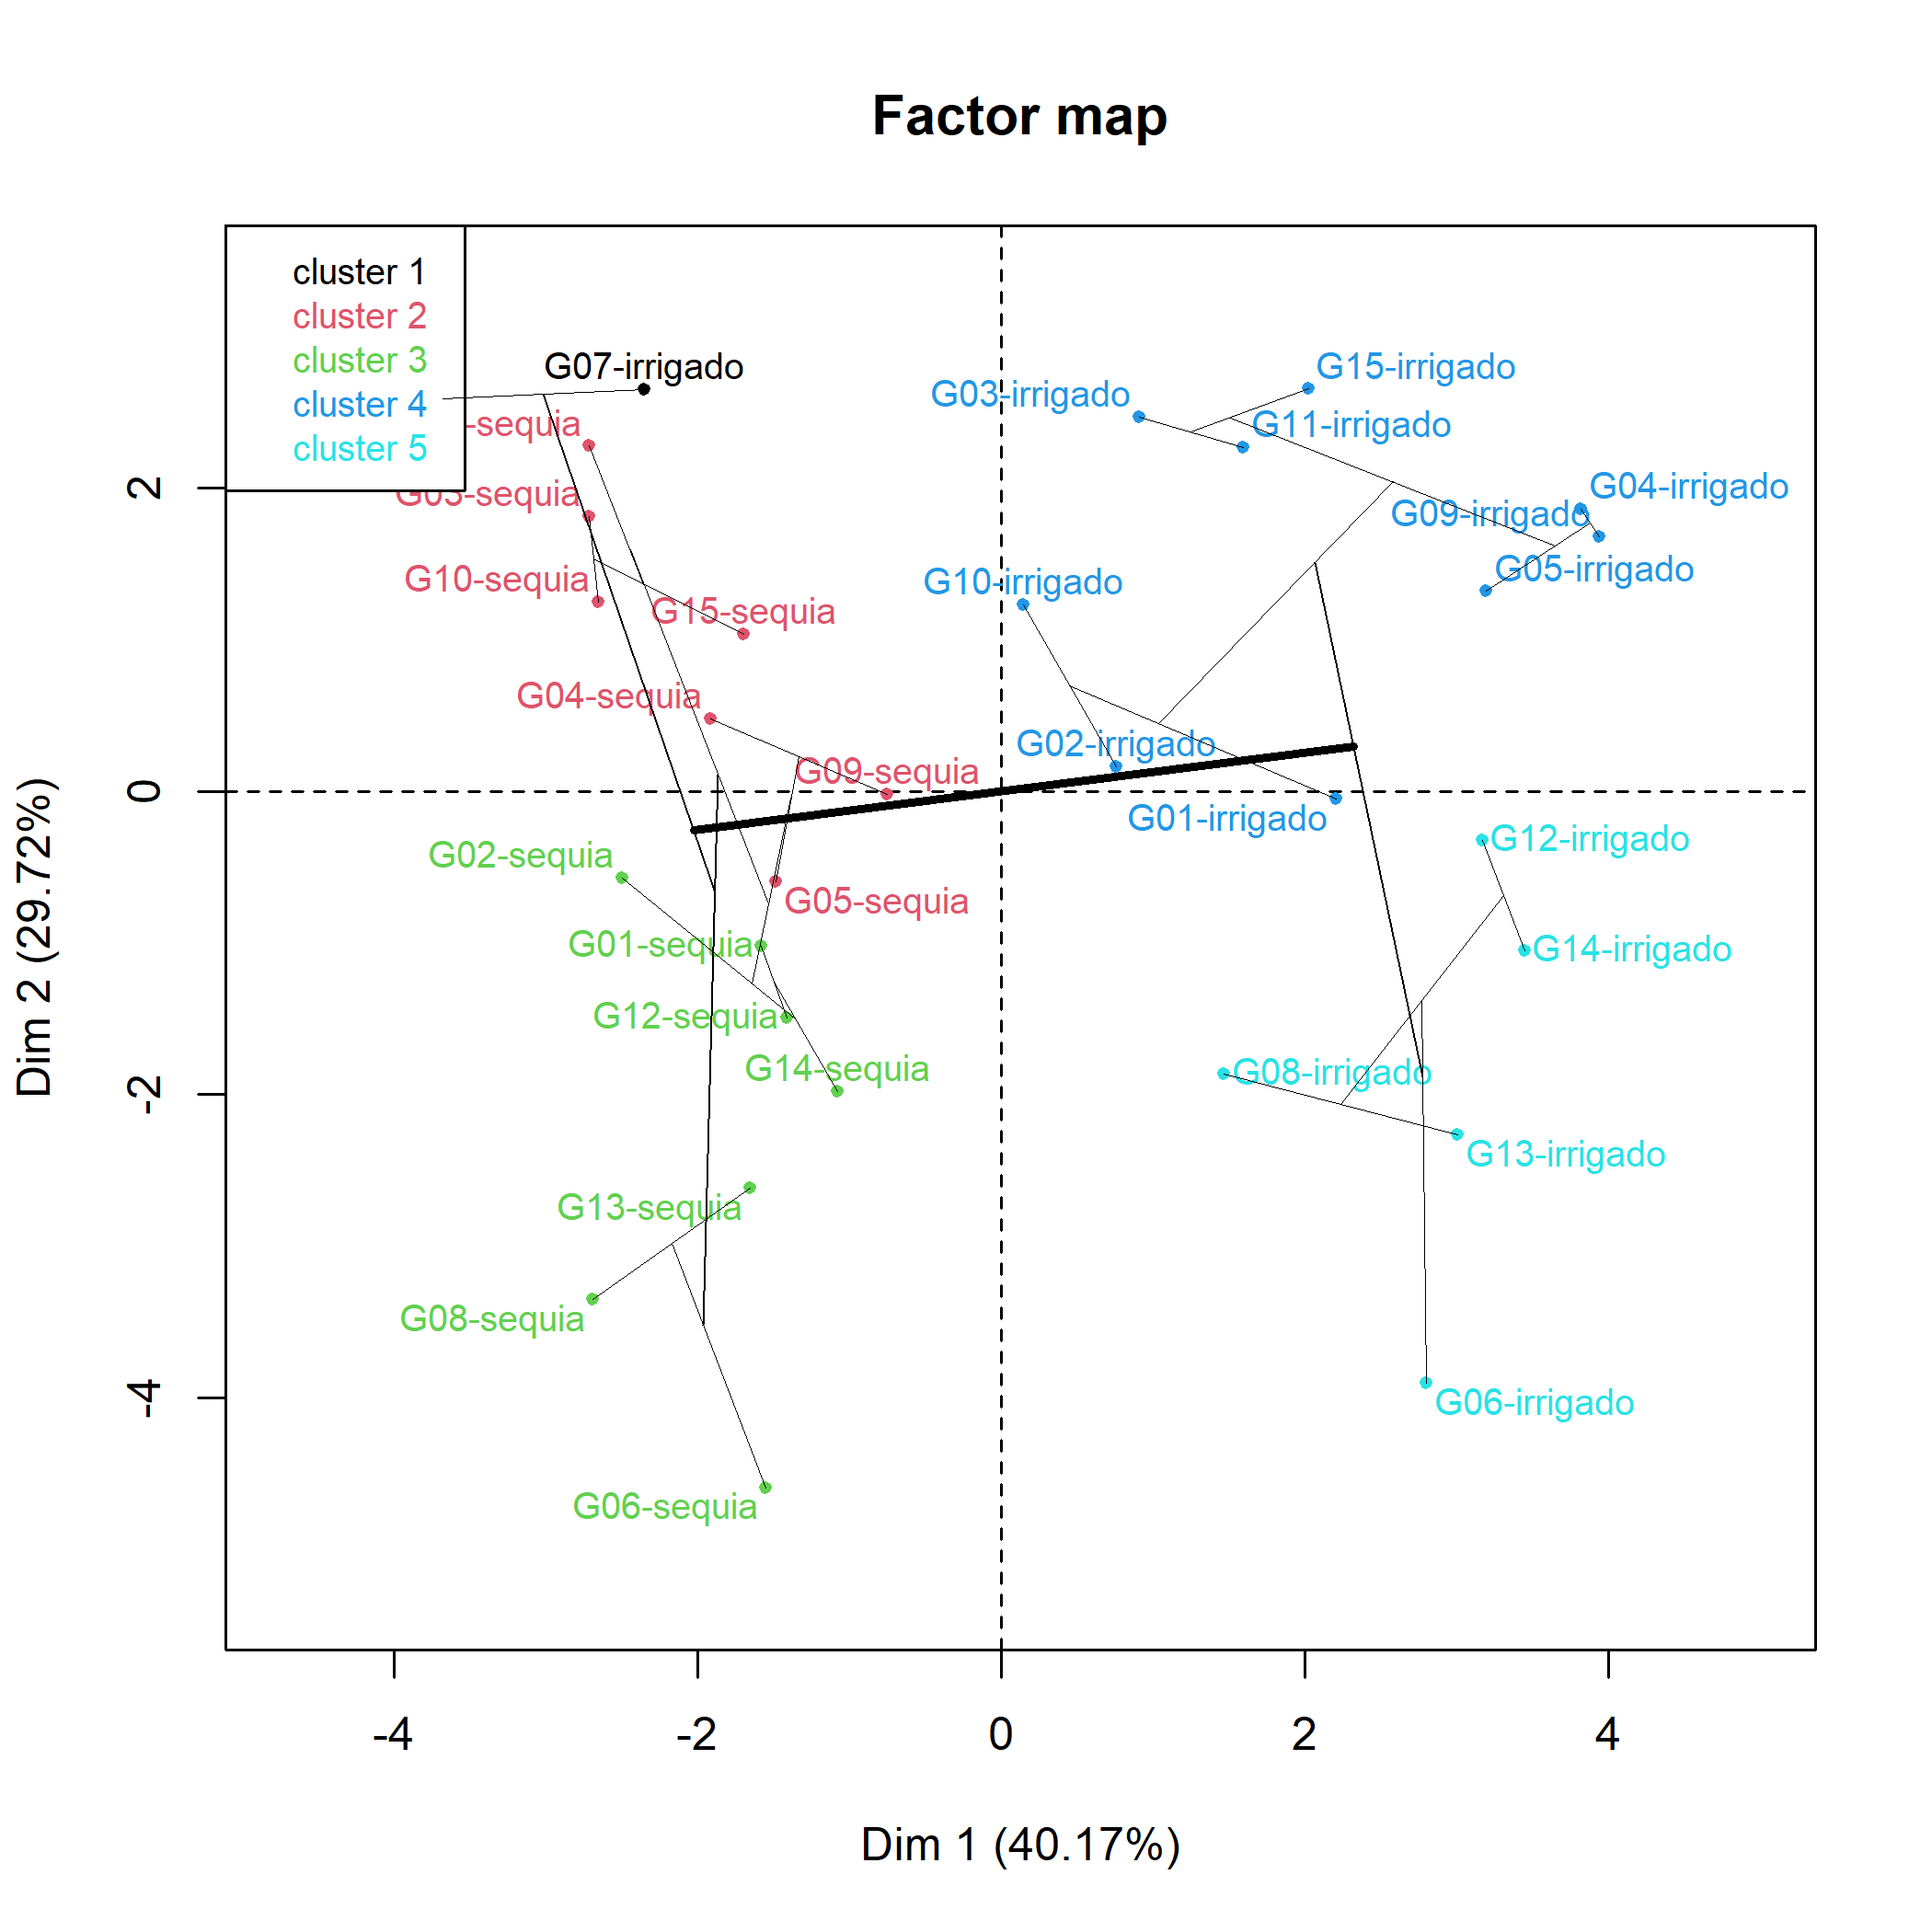 Factor map
cluster 1
cluster 2
cluster 3
cluster 4
cluster 5
G07-irrigado
G15-irrigado
G03-irrigado
G11-irrigado
-sequia
G04-irrigado
G03-sequia
G09-irrigado
G05-irrigado
G10-sequia
G10-irrigado
G15-sequia
G04-sequia
G02-irrigado
G09-sequia
G01-irrigado
G12-irrigado
G02-sequia
G05-sequia
G01-sequia
G14-irrigado
G12-sequia
G14-sequia
G08-irrigado
G13-irrigado
G13-sequia
G08-sequia
G06-irrigado
G06-sequia
2
0
-2
-4
Dim 2 (29.72%)
-4
-2
0
2
4
Dim 1 (40.17%)